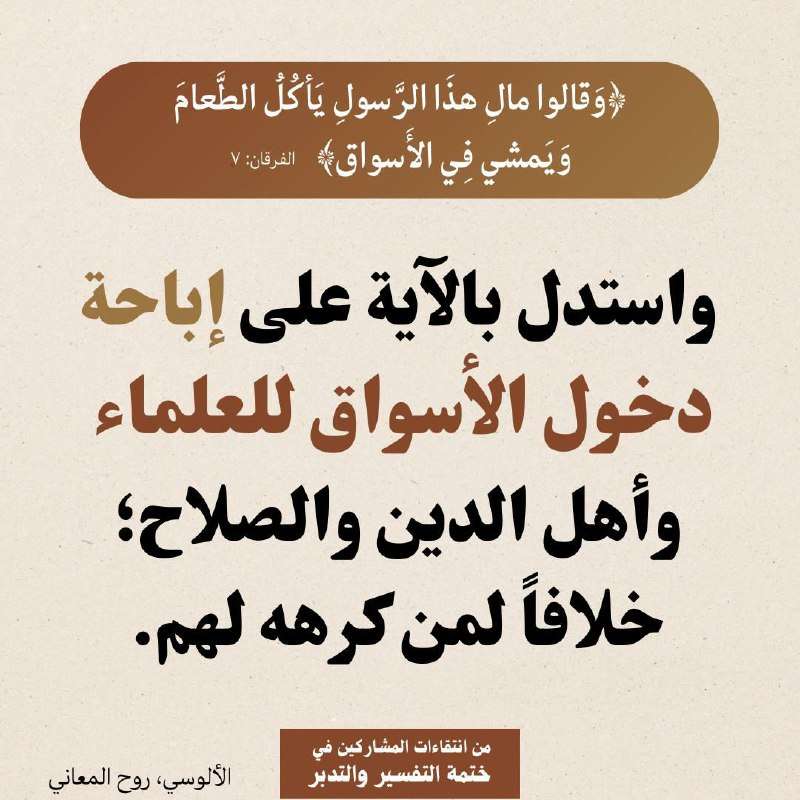 ﴿وَقالوا مالِ هذَا الرَّسولِ يَأكُلُ الطَّعامَ
وَيَمشي فِي الأَسواق﴾ الفرقان: ٧
واستدل بالآية على إباحة
دخول الأسواق للعلماء
وأهل الدين والصلاح؛
خلافاً لمن كرهه لهم.
من انتقاءات المشاركين في
ختمة التفسير والتدبر
الألوسي، روح المعاني